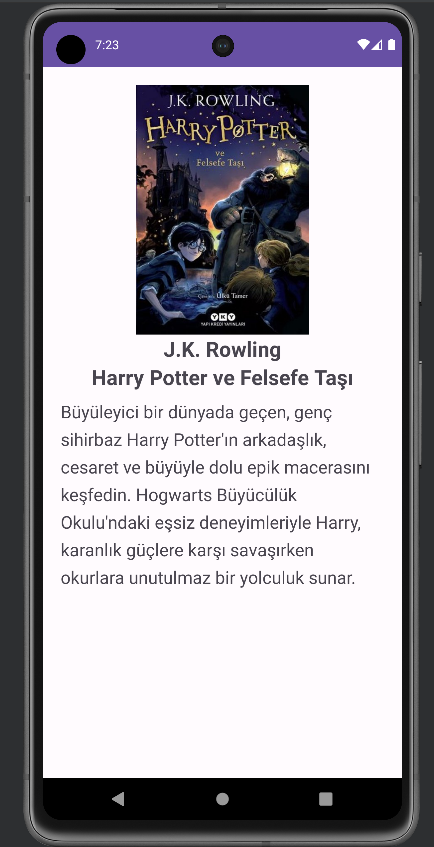 7:23
J.K. ROWLING
HARRY POTTER
ve
Felsefe Taşı
Ülkü Tamer
YKY
YAPI KREDİ YAYINLARI
J.K. Rowling
Harry Potter ve Felsefe Taşı
Büyüleyici bir dünyada geçen, genç
sihirbaz Harry Potter'ın arkadaşlık,
cesaret ve büyüyle dolu epik macerasını
keşfedin. Hogwarts Büyücülük
Okulu'ndaki eşsiz deneyimleriyle Harry,
karanlık güçlere karşı savaşırken
okurlara unutulmaz bir yolculuk sunar.